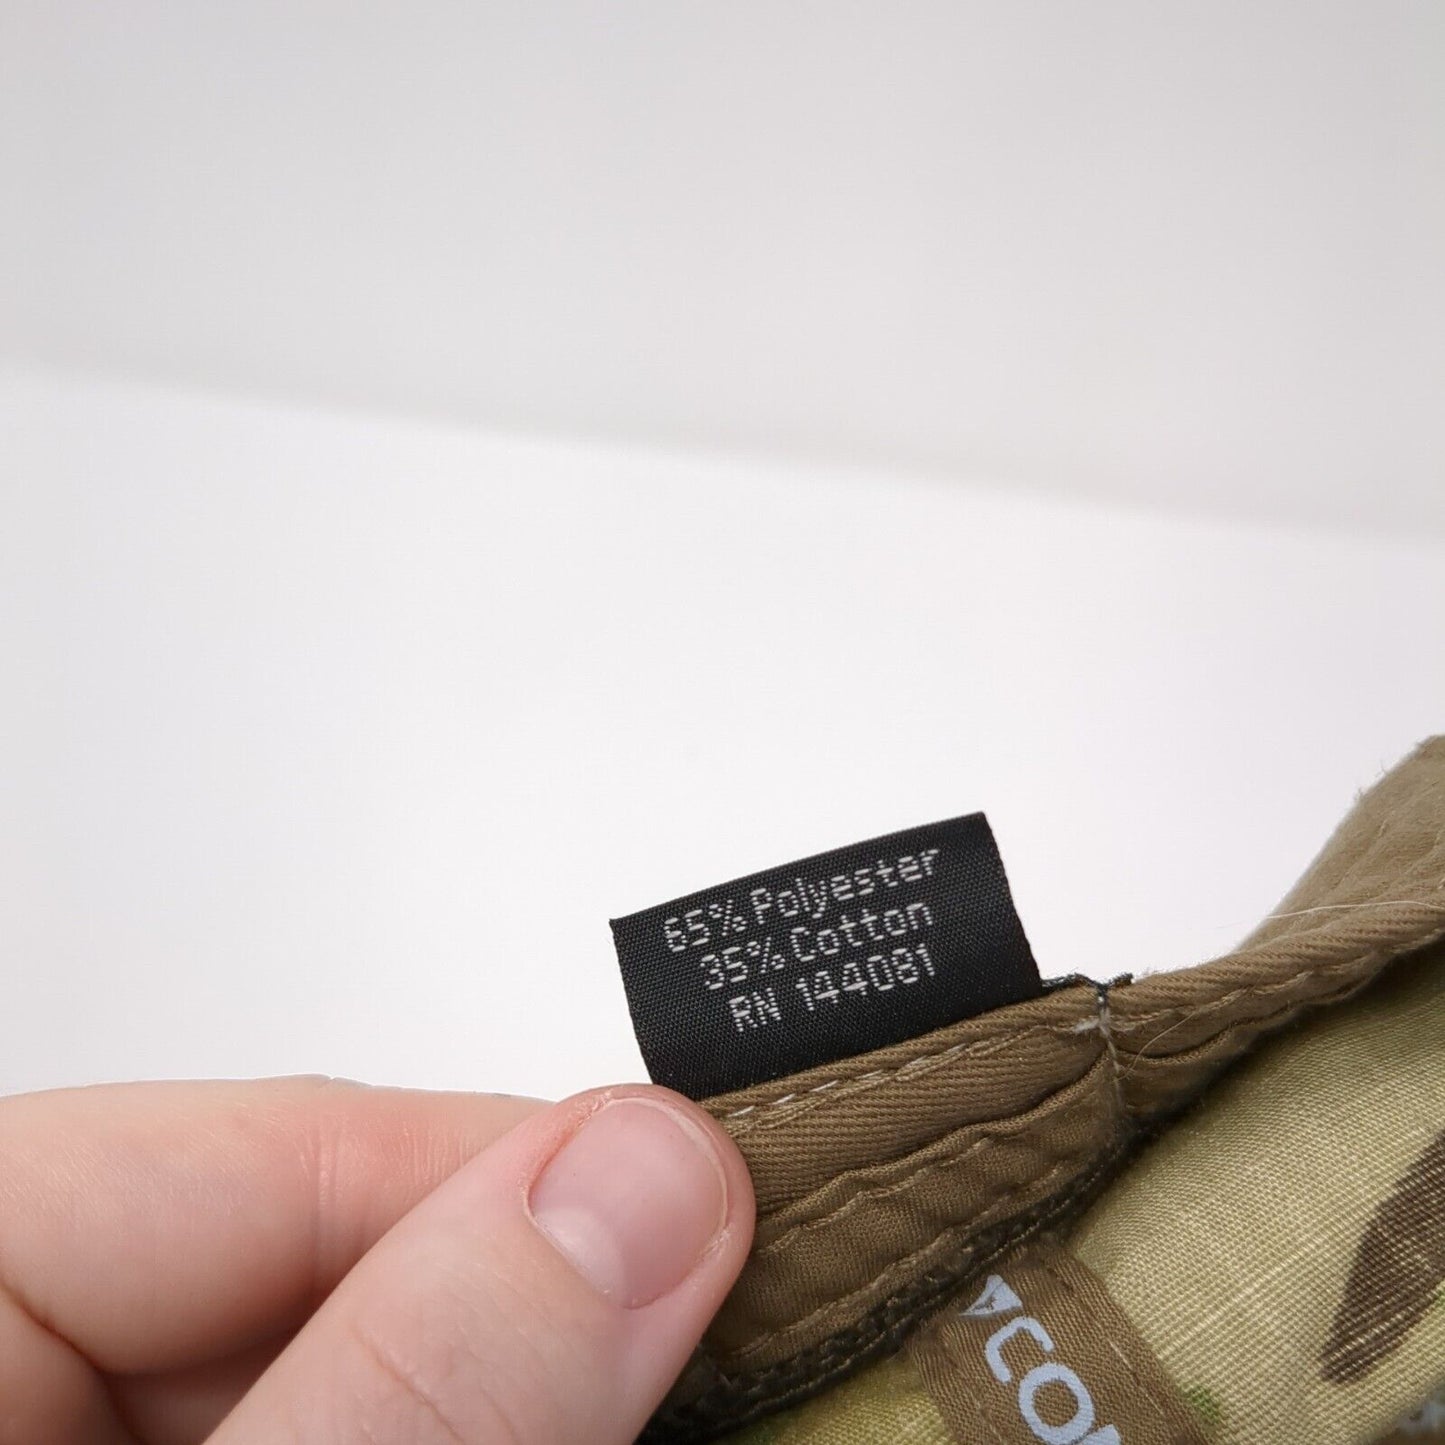 65% Polyester
35% Cotton
RN 144081